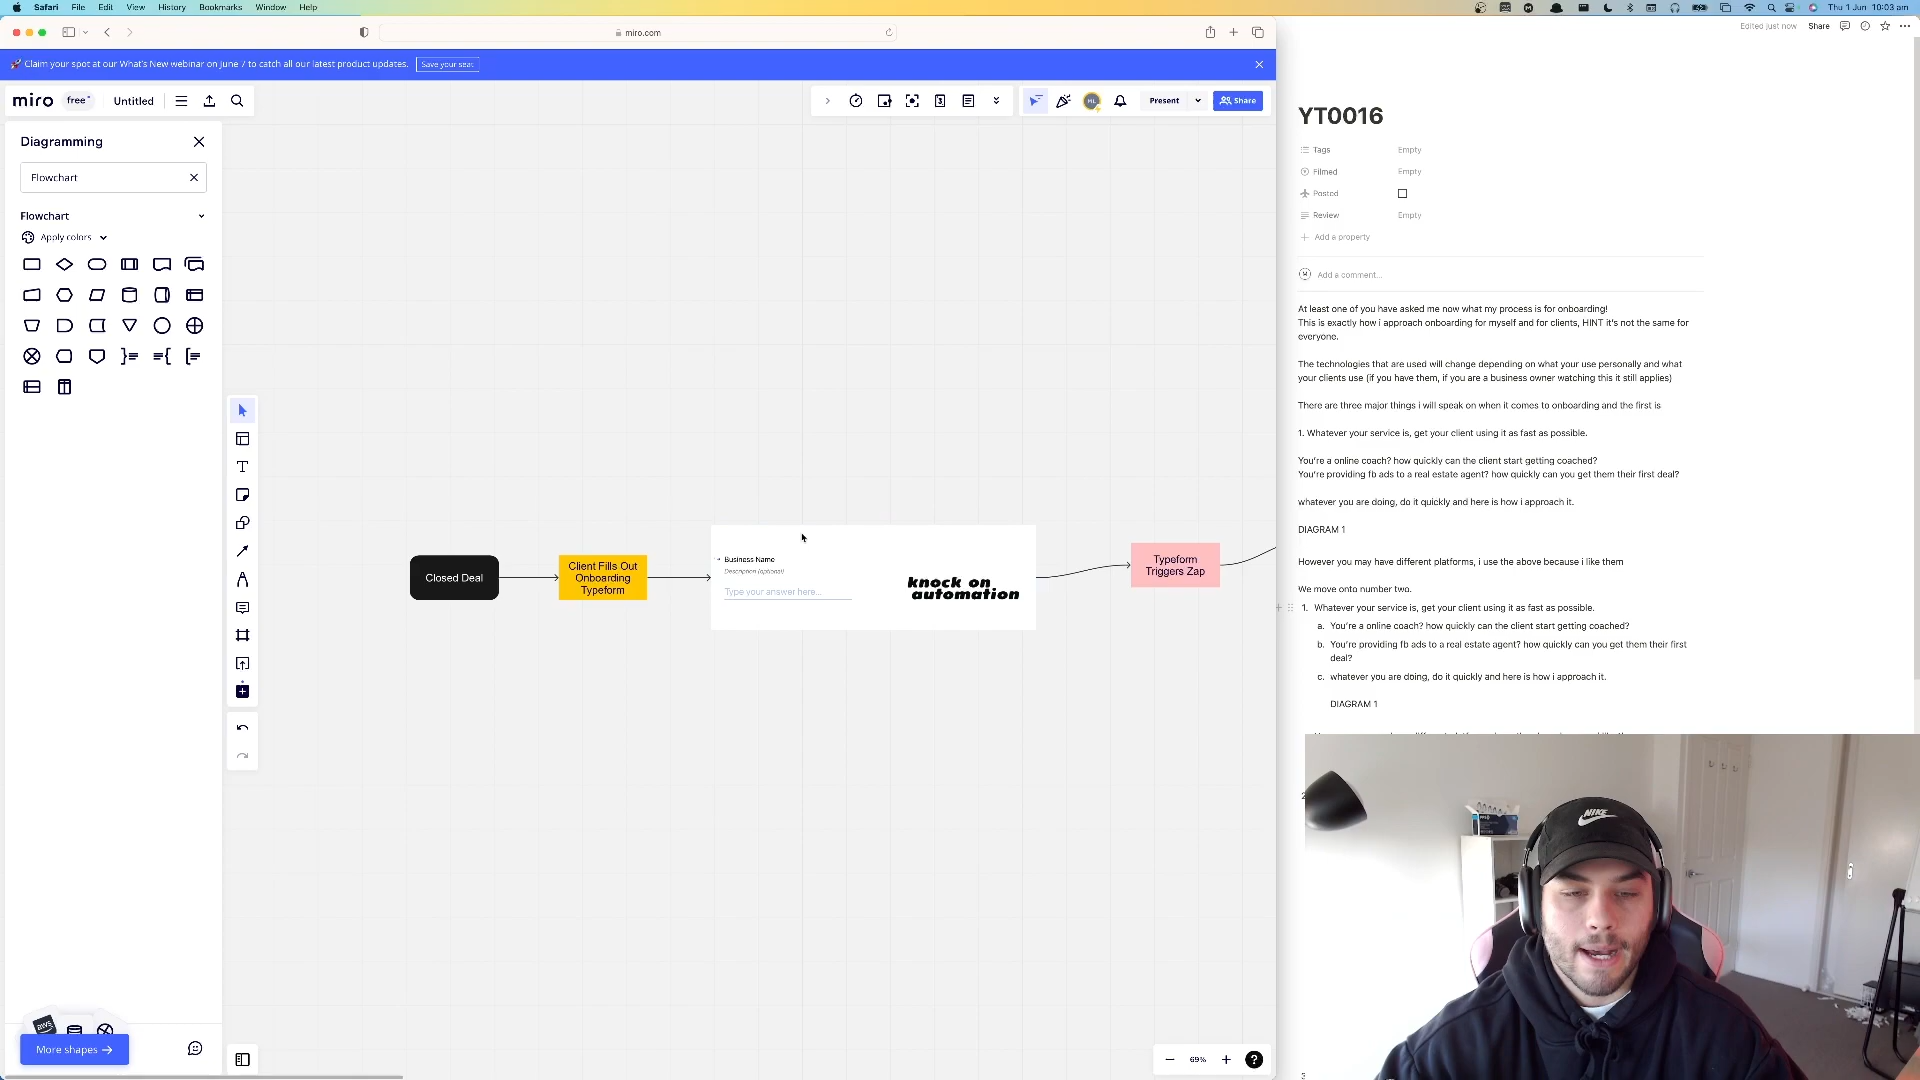 Safari File Edit View History Bookmarks Window Help
Thu 1 Jun 10:03 am
miro.com
Claim your spot at our What's New webinar on June 7 to catch all our latest product updates. Save your seat
miro free Untitled
Present
Share
Diagramming
Flowchart
Flowchart
Apply colors
Closed Deal
Client Fills Out
Onboarding
Typeform
Business Name
Description (optional)
Type your answer here...
knock on
automation
Typeform
Triggers Zap
More shapes →
69%
?
Edited just now Share
YT0016
Tags Empty
Filmed Empty
Posted
Review Empty
Add a property
Add a comment...
At least one of you have asked me now what my process is for onboarding!
This is exactly how i approach onboarding for myself and for clients, HINT it's not the same for
everyone.
The technologies that are used will change depending on what your use personally and what
your clients use (if you have them, if you are a business owner watching this it still applies)
There are three major things i will speak on when it comes to onboarding and the first is
1. Whatever your service is, get your client using it as fast as possible.
You're a online coach? how quickly can the client start getting coached?
You're providing fb ads to a real estate agent? how quickly can you get them their first deal?
whatever you are doing, do it quickly and here is how i approach it.
DIAGRAM 1
However you may have different platforms, i use the above because i like them
We move onto number two.
1. Whatever your service is, get your client using it as fast as possible.
a. You're a online coach? how quickly can the client start getting coached?
b. You're providing fb ads to a real estate agent? how quickly can you get them their first
deal?
c. whatever you are doing, do it quickly and here is how i approach it.
DIAGRAM 1
NIKE